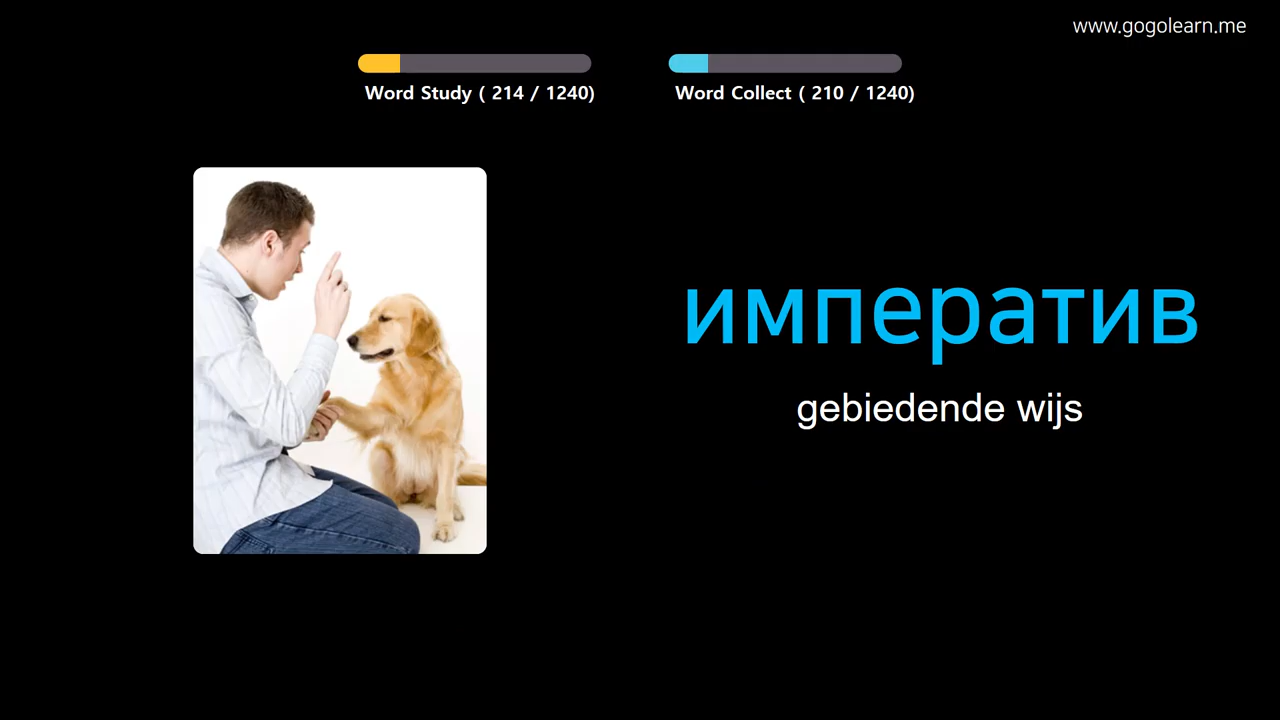 www.gogolearn.me
Word Study ( 214 / 1240)
Word Collect ( 210 / 1240)
императив
gebiedende wijs